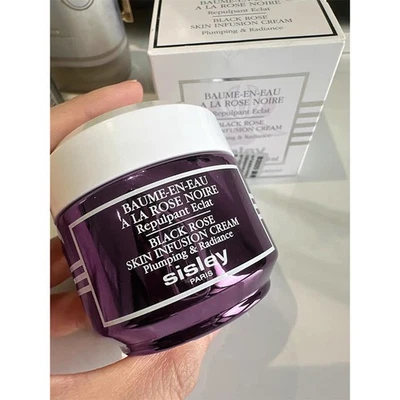 BAUME-EN-EAU
A LA ROSE NOIRE
Repulpant Eclat
BLACK ROSE
SKIN INFUSION CREAM
Plumping & Radiance
BAUME-EN-EAU
A LA ROSE NOIRE
Repulpant Eclat
BLACK ROSE
SKIN INFUSION CREAM
Plumping & Radiance
sisley
PARIS